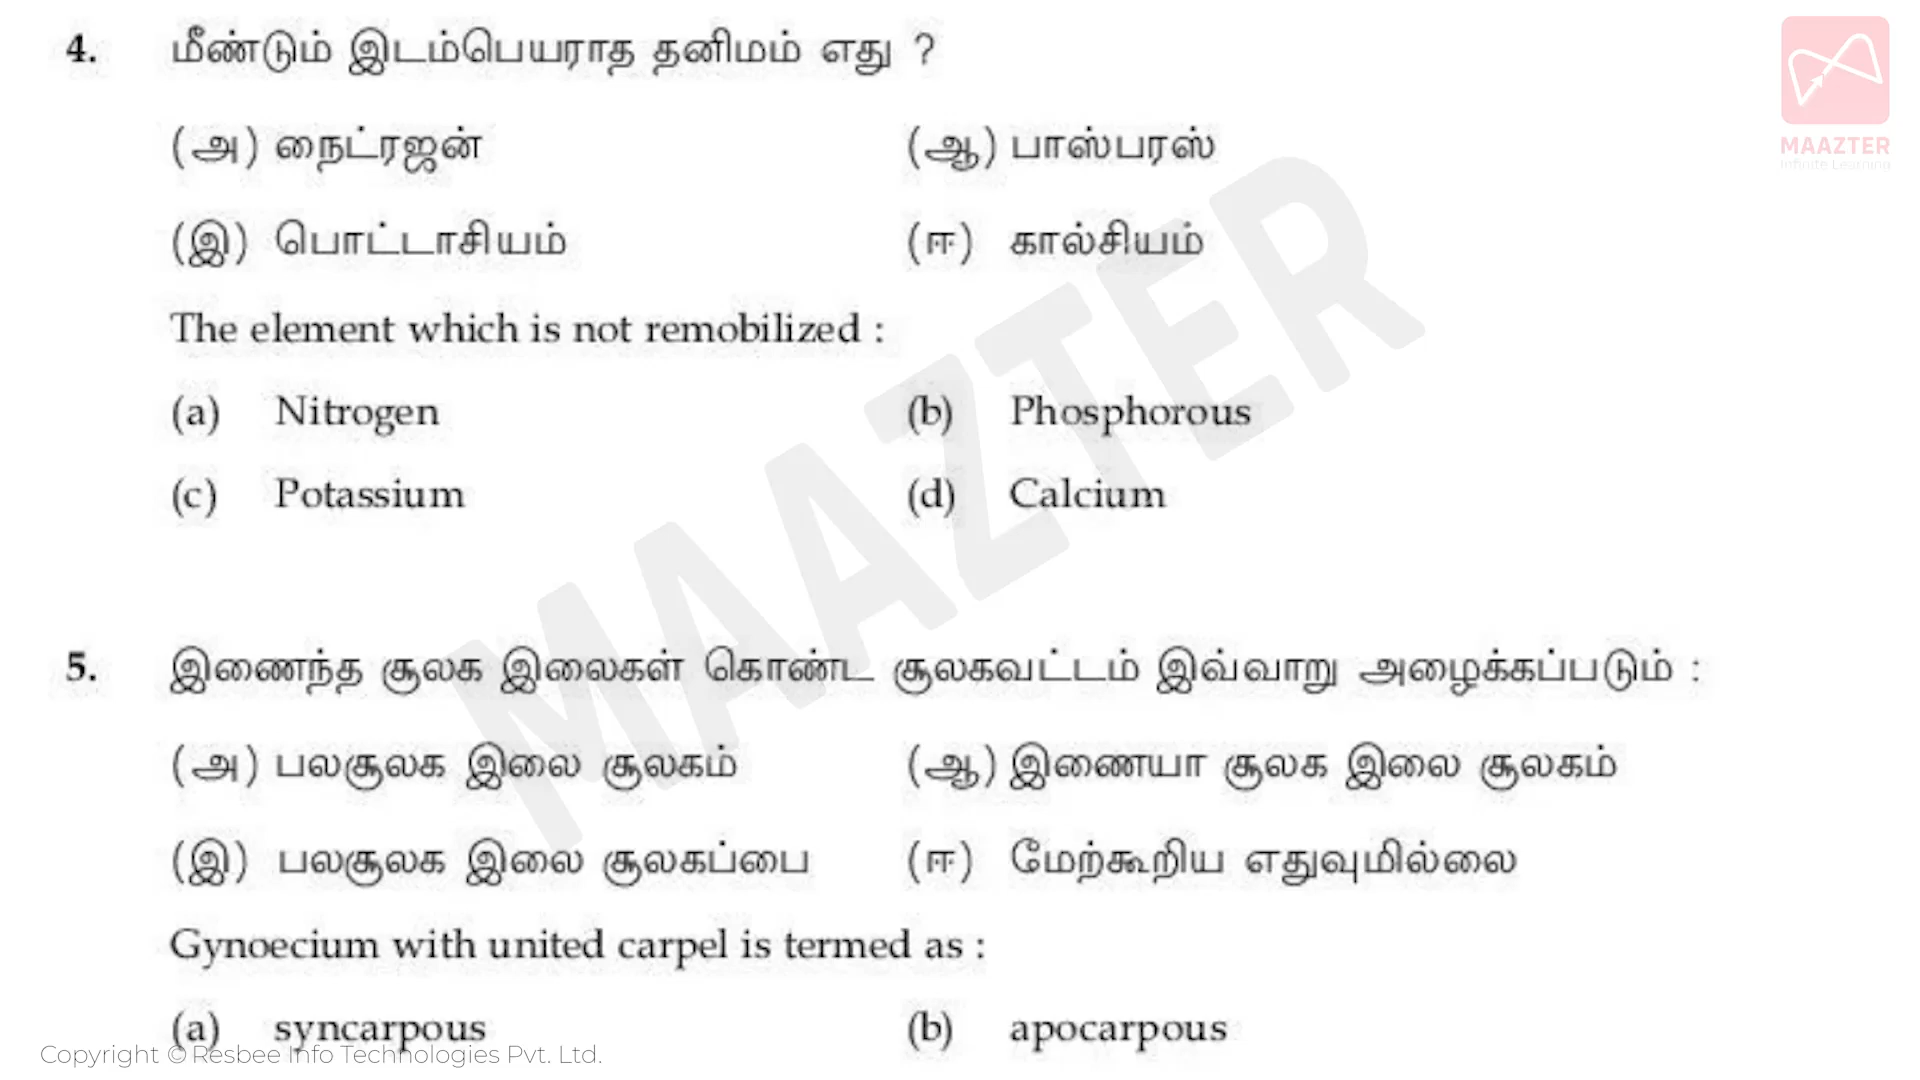 MAAZTER
Infinite Learning
4. மீண்டும் இடம்பெயராத தனிமம் எது ?
(அ) நைட்ரஜன் (ஆ) பாஸ்பரஸ்
(இ) பொட்டாசியம் (ஈ) கால்சியம்
The element which is not remobilized :
(a) Nitrogen (b) Phosphorous
(c) Potassium (d) Calcium
MAAZTER
5. இணைந்த சூலக இலைகள் கொண்ட சூலகவட்டம் இவ்வாறு அழைக்கப்படும் :
(அ) பலசூலக இலை சூலகம் (ஆ) இணையா சூலக இலை சூலகம்
(இ) பலசூலக இலை சூலகப்பை (ஈ) மேற்கூறிய எதுவுமில்லை
Gynoecium with united carpel is termed as :
(a) syncarpous (b) apocarpous
Copyright © Resbee Info Technologies Pvt. Ltd.